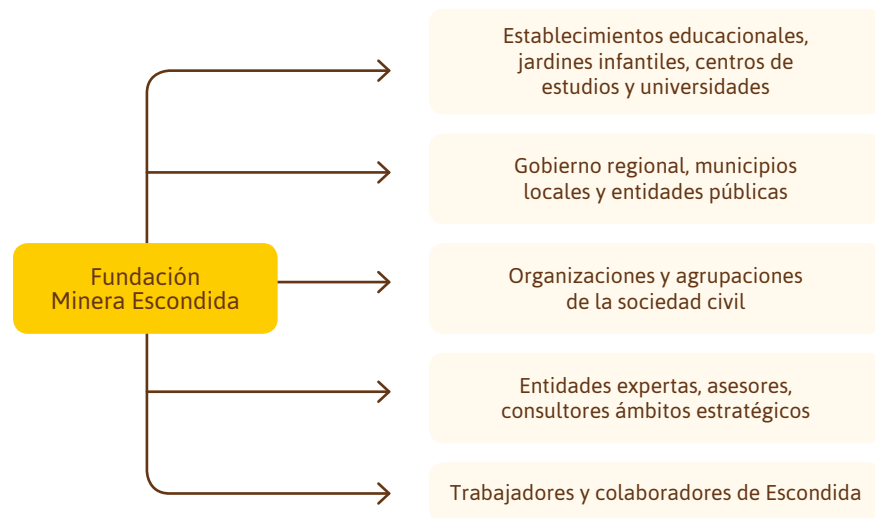 Establecimientos educacionales,
jardines infantiles, centros de
estudios y universidades
Gobierno regional, municipios
locales y entidades públicas
Fundación
Minera Escondida
Organizaciones y agrupaciones
de la sociedad civil
Entidades expertas, asesores,
consultores ámbitos estratégicos
Trabajadores y colaboradores de Escondida